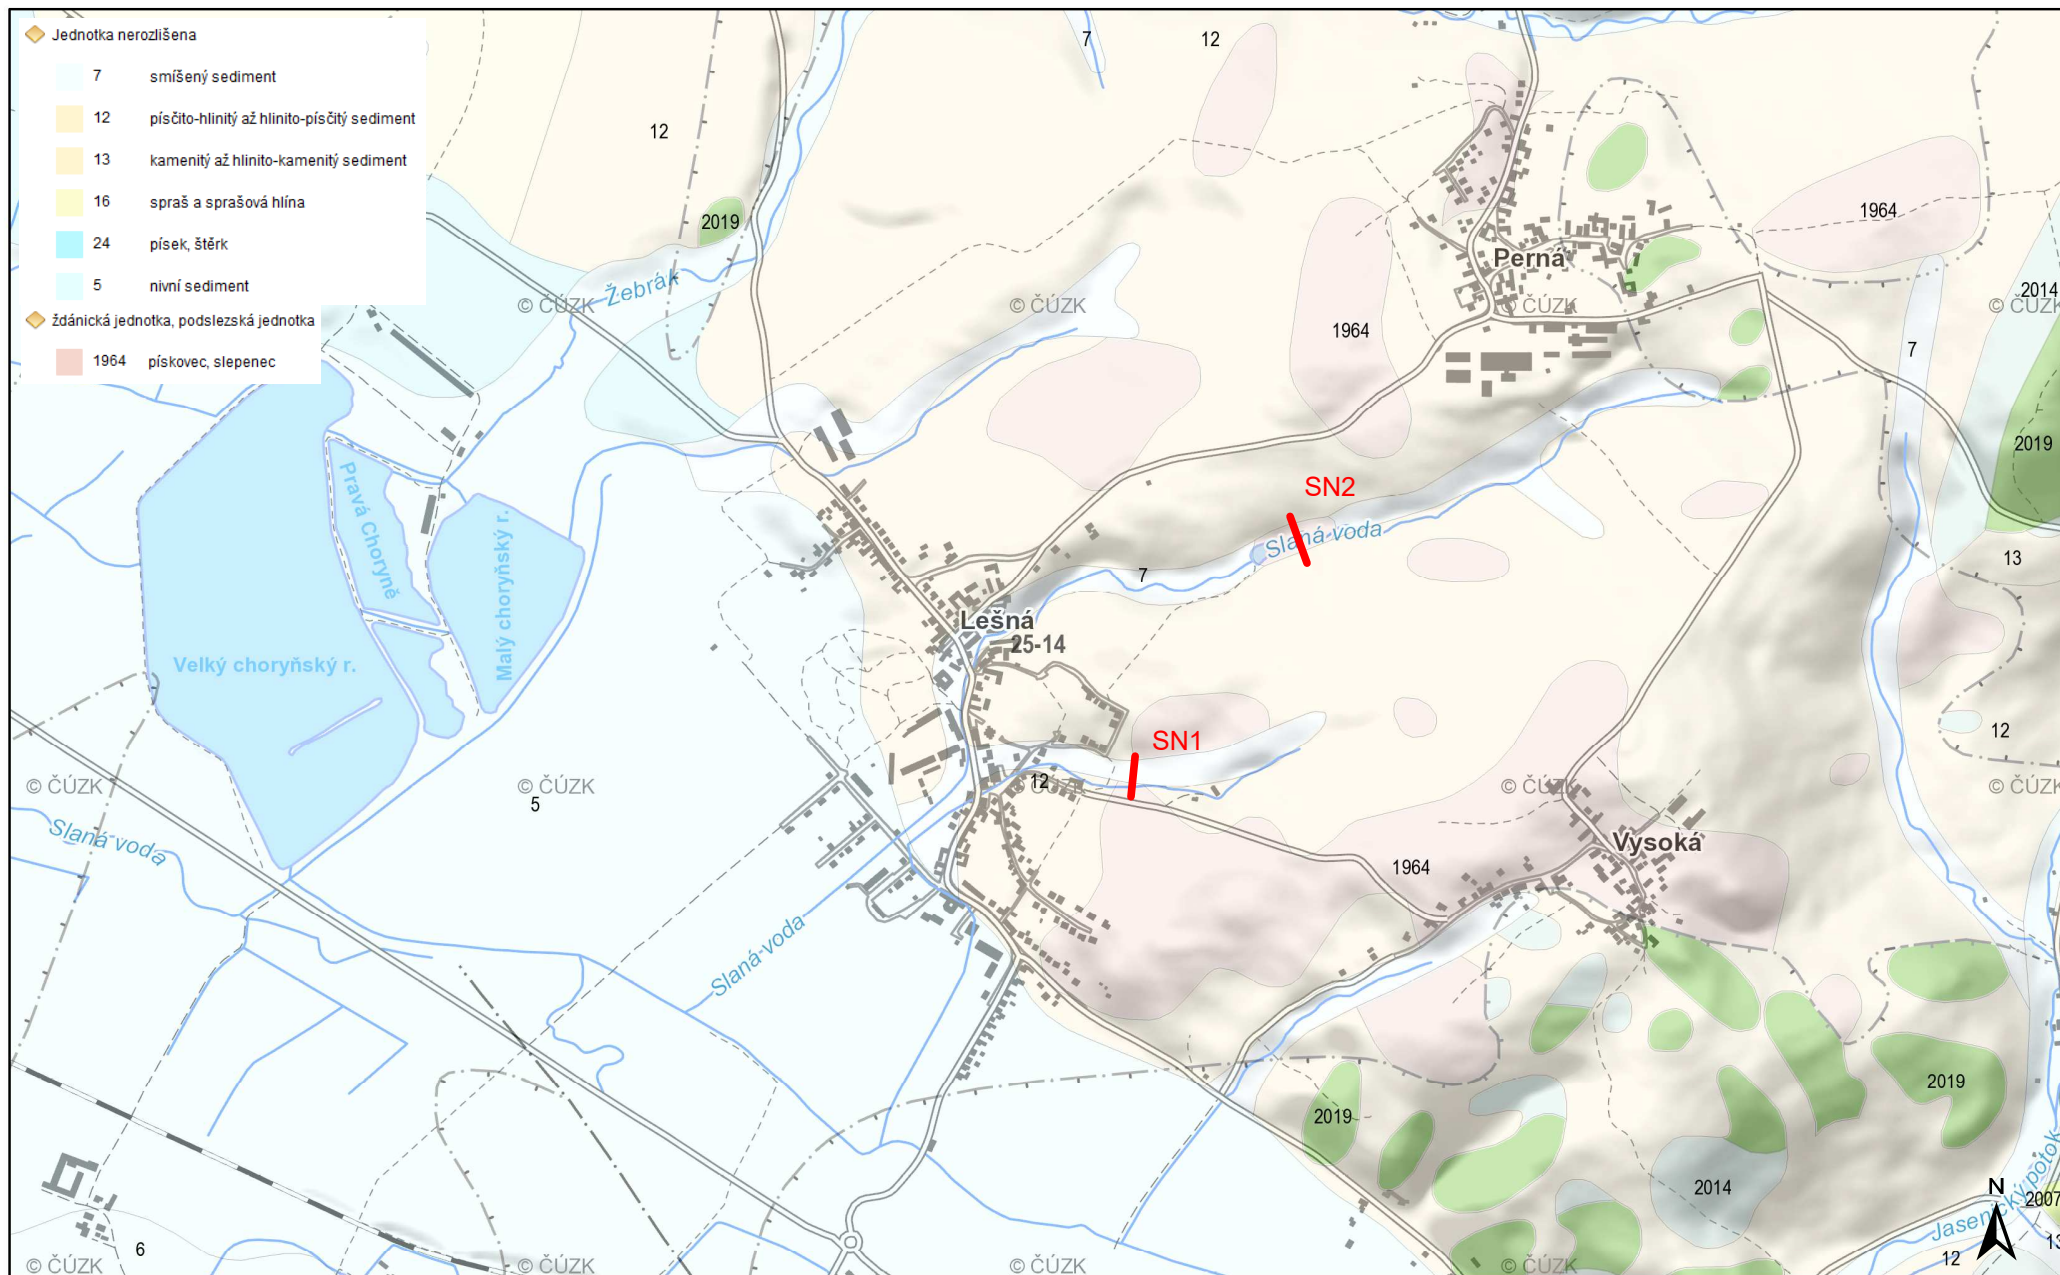 Jednotka nerozlišena
7 smíšený sediment
12 písčito-hlinitý až hlinito-písčitý sediment
13 kamenitý až hlinito-kamenitý sediment
16 spraš a sprašová hlína
24 písek, štěrk
5 nivní sediment
ždánická jednotka, podslezská jednotka
1964 pískovec, slepenec
7
12
12
2019
1964
Perná
Žebrák
© ČÚZK
© ČÚZK
© ČÚZK
2014
© ČÚZK
1964
7
2019
Pravá Choryně
Malý choryňský r.
SN2
Slaná voda
13
7
Lešná
25-14
Velký choryňský r.
SN1
12
© ČÚZK
© ČÚZK
12
© ČÚZK
© ČÚZK
© ČÚZK
5
Slaná voda
Vysoká
1964
Slaná voda
2019
2019
2014
N
2007
Jasenický potok
6
12
13
© ČÚZK
© ČÚZK
© ČÚZK
© ČÚZK